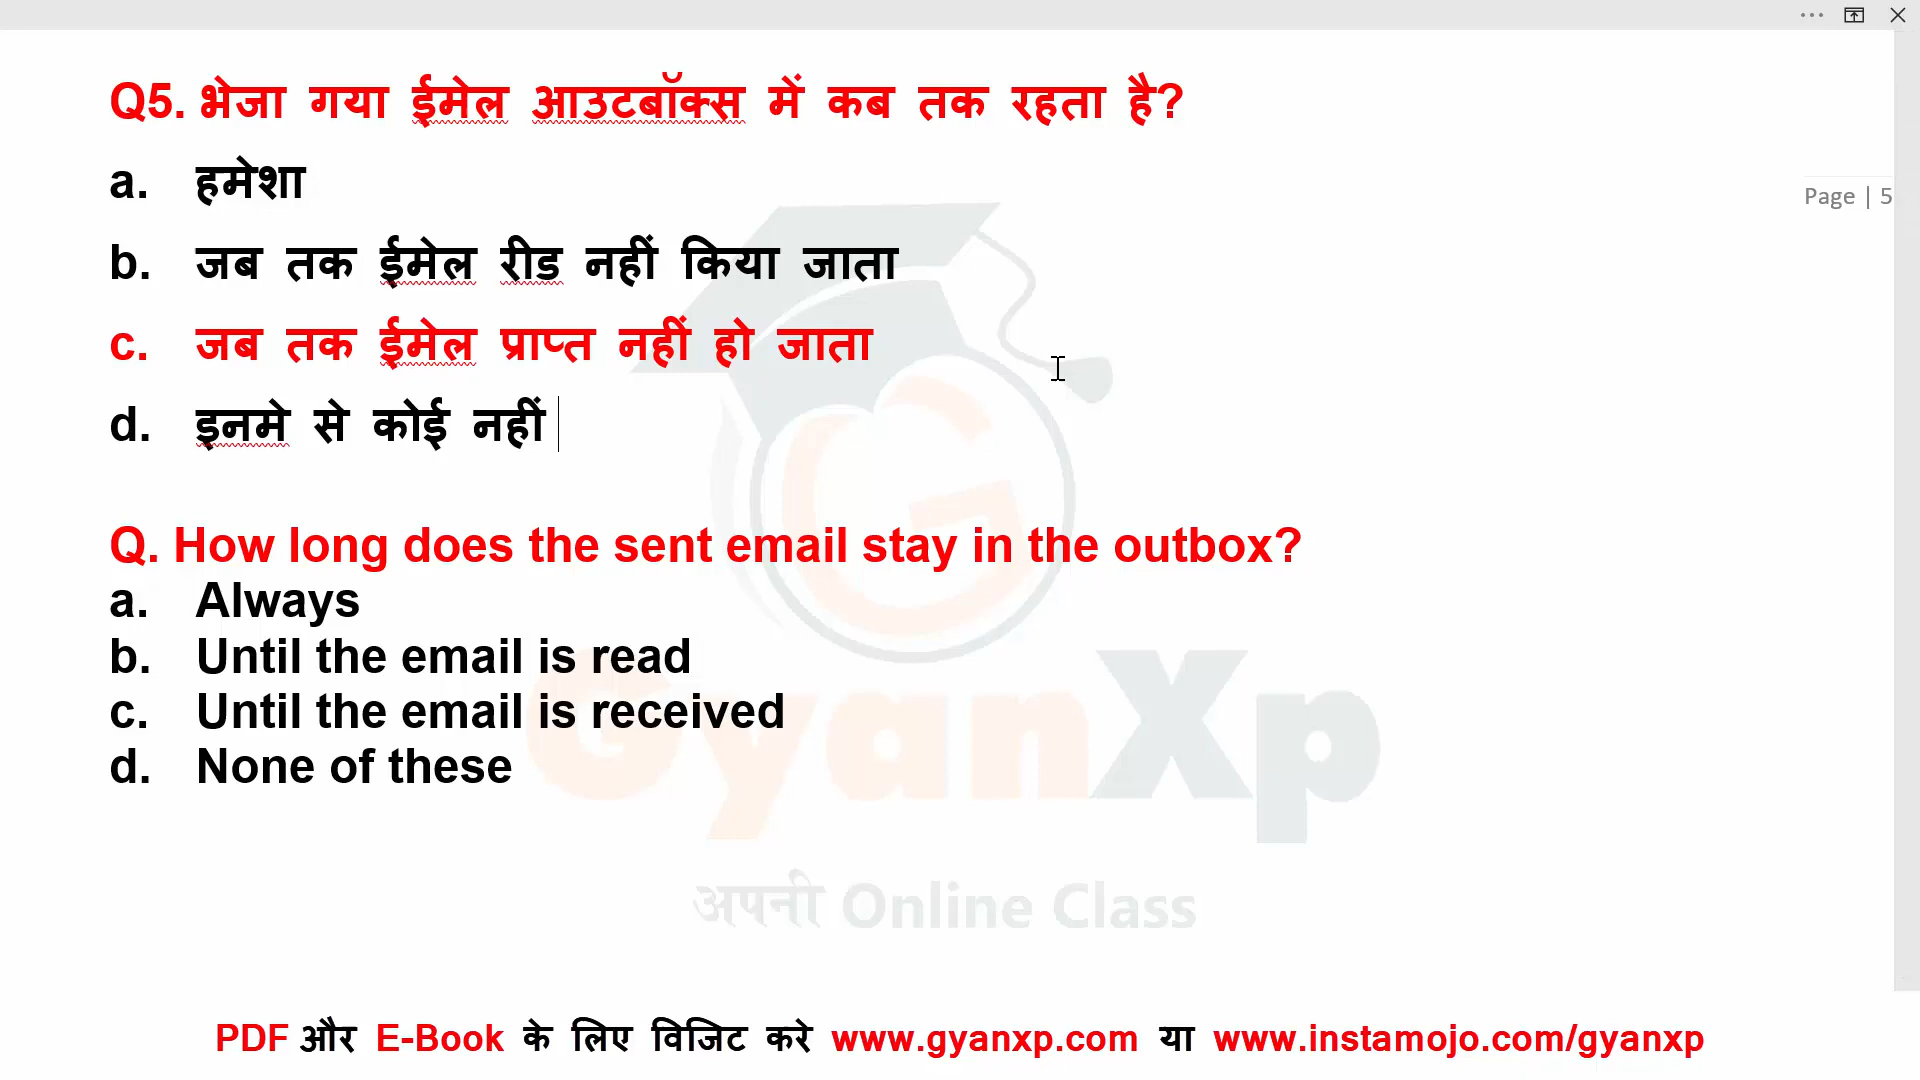 Q5. भेजा गया ईमेल आउटबॉक्स में कब तक रहता है?
a. हमेशा
Page | 5
b. जब तक ईमेल रीड नहीं किया जाता
c. जब तक ईमेल प्राप्त नहीं हो जाता
d. इनमे से कोई नहीं
Q. How long does the sent email stay in the outbox?
a. Always
b. Until the email is read
c. Until the email is received
d. None of these
GyanXp
अपनी Online Class
PDF और E-Book के लिए विजिट करे www.gyanxp.com या www.instamojo.com/gyanxp